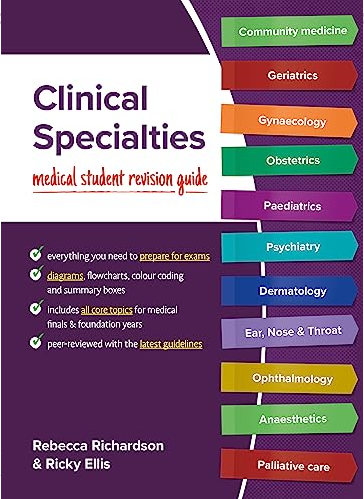 Clinical
Specialties
medical student revision guide
everything you need to prepare for exams
diagrams, flowcharts, colour coding
and summary boxes
includes all core topics for medical
finals & foundation years
peer-reviewed with the latest guidelines
Rebecca Richardson
& Ricky Ellis
Community medicine
Geriatrics
Gynaecology
Obstetrics
Paediatrics
Psychiatry
Dermatology
Ear, Nose & Throat
Ophthalmology
Anaesthetics
Palliative care